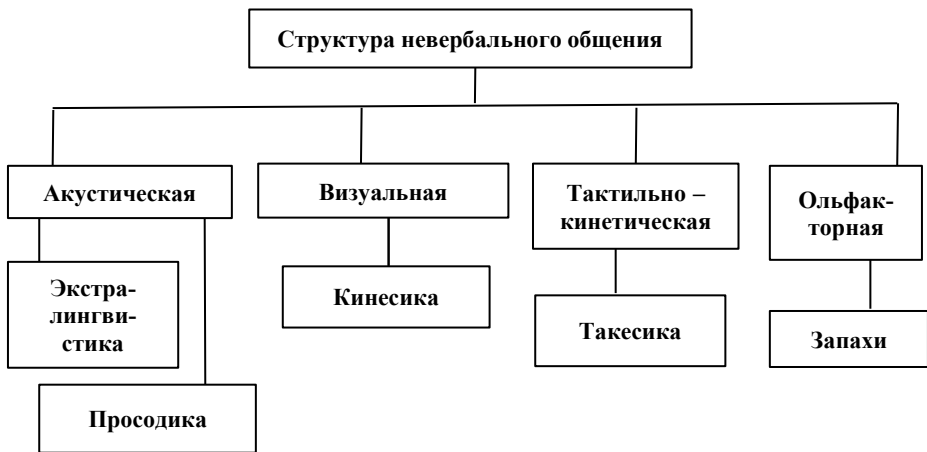 Структура невербального общения
Акустическая
Визуальная
Тактильно –
кинетическая
Ольфак-
торная
Экстра-
лингви-
стика
Кинесика
Такесика
Запахи
Просодика